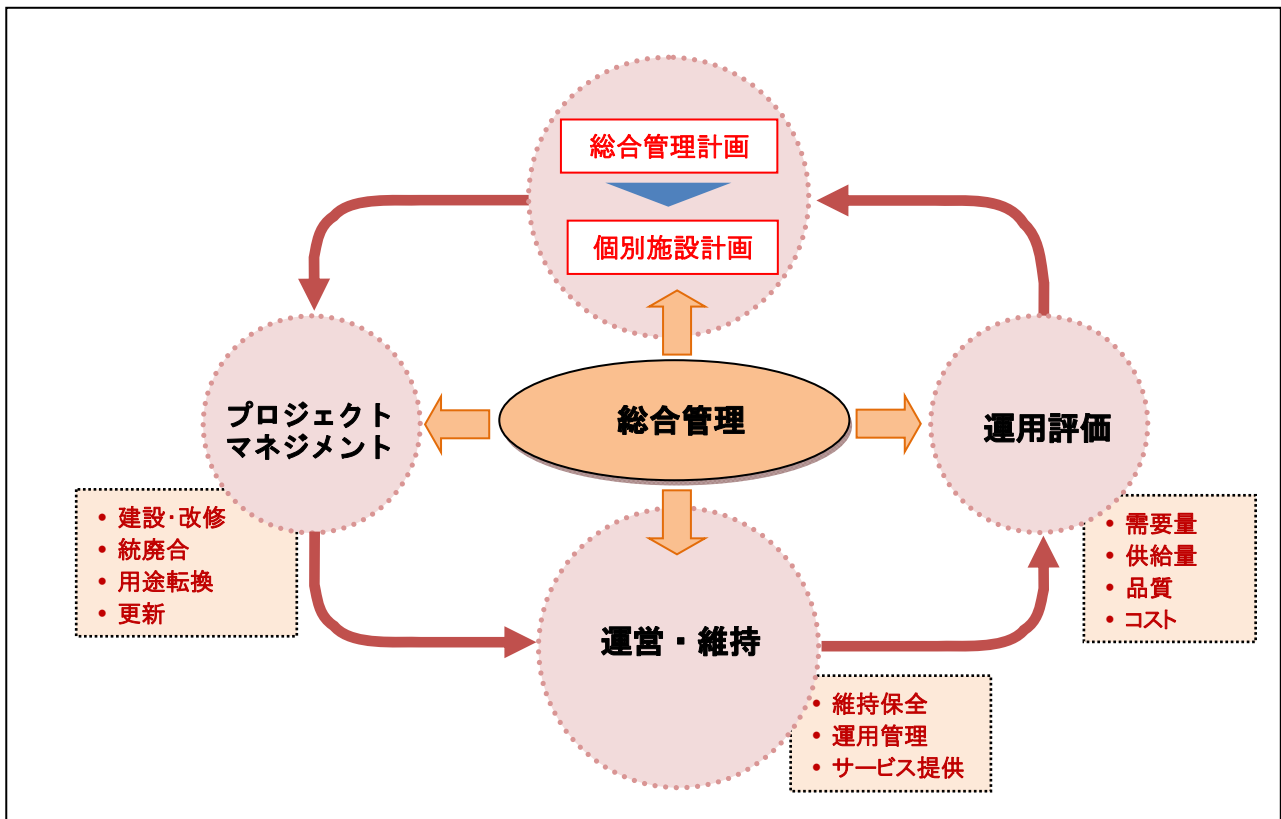 総合管理計画
個別施設計画
プロジェクト
マネジメント
総合管理
運用評価
• 建設・改修
• 統廃合
• 用途転換
• 更新
• 需要量
• 供給量
• 品質
• コスト
運営・維持
• 維持保全
• 運用管理
• サービス提供